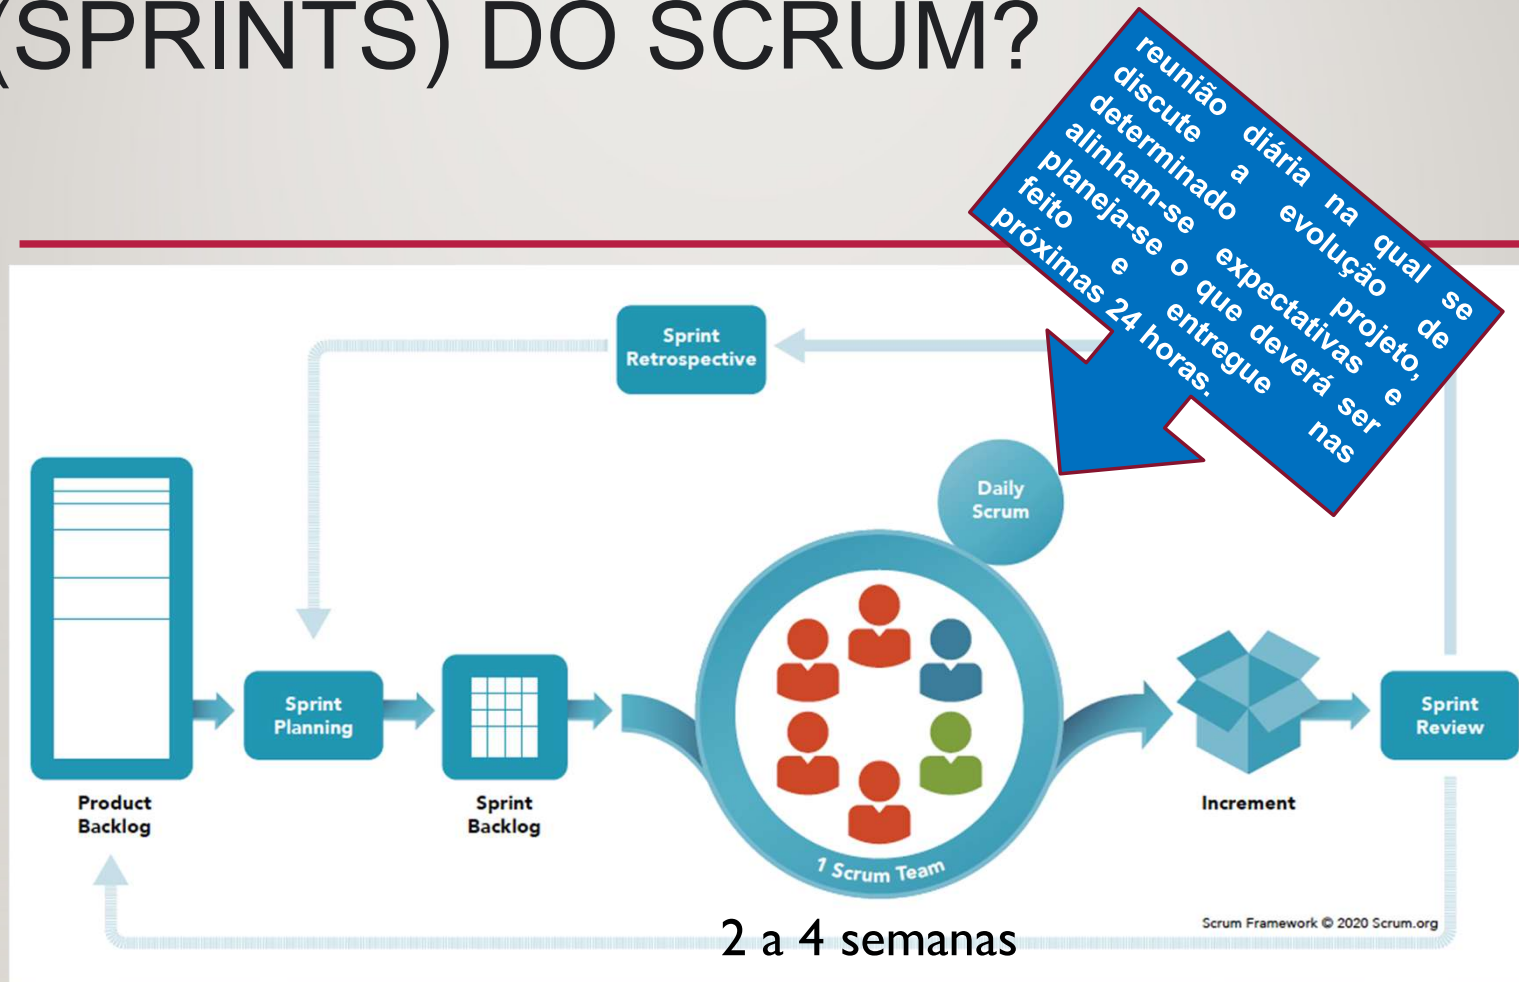 (SPRINTS) DO SCRUM?
reunião diária na qual se
discute a evolução de
determinado projeto,
alinham-se expectativas e
planeja-se o que deverá ser
feito e entregue nas
próximas 24 horas.
Sprint
Retrospective
Daily
Scrum
Sprint
Planning
Sprint
Review
Product
Backlog
Sprint
Backlog
Increment
1 Scrum Team
Scrum Framework © 2020 Scrum.org
2 a 4 semanas